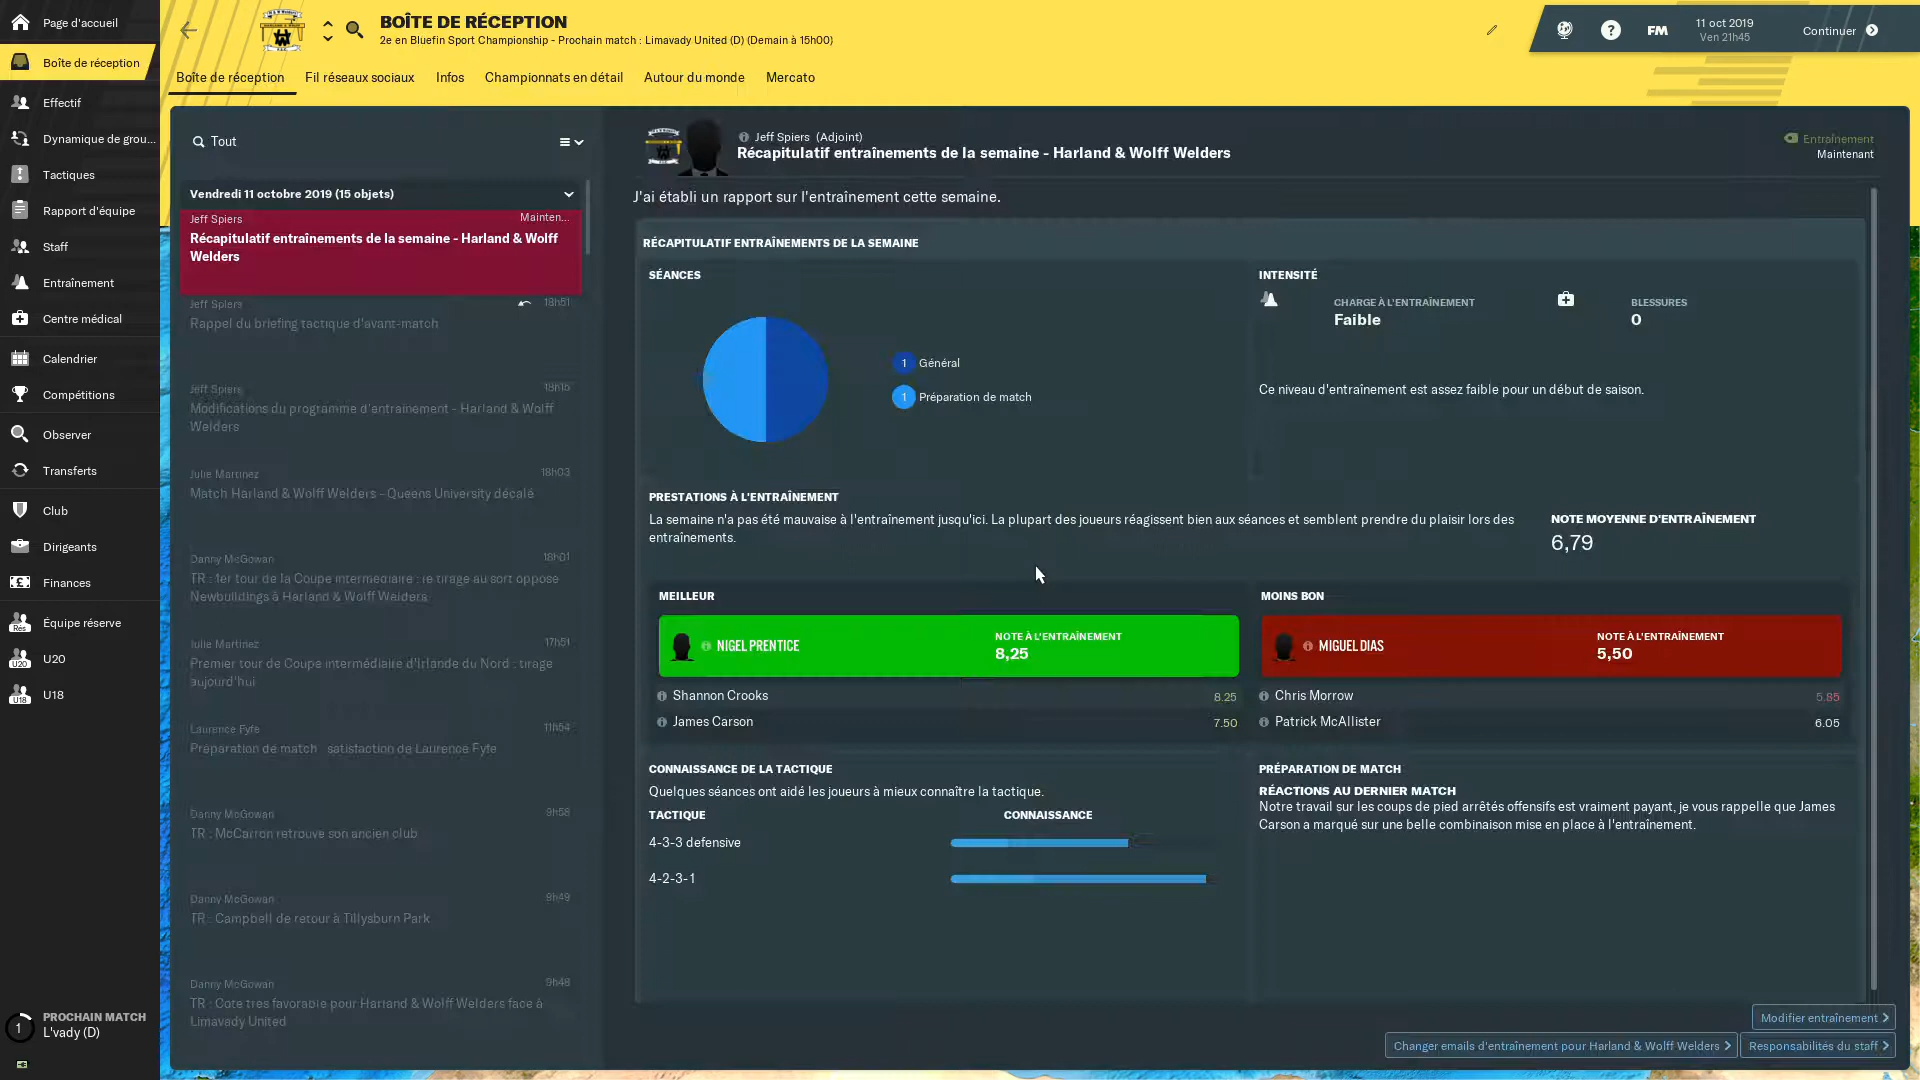 Page d'accueil
Boîte de réception
Effectif
Dynamique de grou...
Tactiques
Rapport d'équipe
Staff
Entraînement
Centre médical
Calendrier
Compétitions
Observer
Transferts
Club
Dirigeants
Finances
Équipe réserve
U20
U18
PROCHAIN MATCH
1
L'vady (D)
BOÎTE DE RÉCEPTION
2e en Bluefin Sport Championship - Prochain match : Limavady United (D) (Demain à 15h00)
FM
11 oct 2019
Ven 21h45
Continuer
Boîte de réception
Fil réseaux sociaux
Infos
Championnats en détail
Autour du monde
Mercato
Tout
Vendredi 11 octobre 2019 (15 objets)
Jeff Spiers
Mainten...
Récapitulatif entraînements de la semaine - Harland & Wolff
Welders
Jeff Spiers
18h51
Rappel du briefing tactique d'avant-match
Jeff Spiers
18h15
Modifications du programme d'entraînement - Harland & Wolff
Welders
Julie Martinez
18h03
Match Harland & Wolff Welders - Queens University décalé
Danny McGowan
18h01
TR : 1er tour de la Coupe intermédiaire : le tirage au sort oppose
Newbuildings à Harland & Wolff Welders
Julie Martinez
17h51
Premier tour de Coupe intermédiaire d'Irlande du Nord : tirage
aujourd'hui
Laurence Fyfe
11h54
Préparation de match : satisfaction de Laurence Fyfe
Danny McGowan
9h58
TR : McCarron retrouve son ancien club
Danny McGowan
9h49
TR : Campbell de retour à Tillysburn Park
Danny McGowan
9h48
TR : Cote très favorable pour Harland & Wolff Welders face à
Limavady United
Jeff Spiers (Adjoint)
Récapitulatif entraînements de la semaine - Harland & Wolff Welders
Entraînement
Maintenant
J'ai établi un rapport sur l'entraînement cette semaine.
RÉCAPITULATIF ENTRAÎNEMENTS DE LA SEMAINE
SÉANCES
1 Général
1 Préparation de match
INTENSITÉ
CHARGE À L'ENTRAÎNEMENT
Faible
BLESSURES
0
Ce niveau d'entraînement est assez faible pour un début de saison.
PRESTATIONS À L'ENTRAÎNEMENT
La semaine n'a pas été mauvaise à l'entraînement jusqu'ici. La plupart des joueurs réagissent bien aux séances et semblent prendre du plaisir lors des
entraînements.
NOTE MOYENNE D'ENTRAÎNEMENT
6,79
MEILLEUR
NIGEL PRENTICE
NOTE À L'ENTRAÎNEMENT
8,25
Shannon Crooks 8.25
James Carson 7.50
MOINS BON
MIGUEL DIAS
NOTE À L'ENTRAÎNEMENT
5,50
Chris Morrow 5.85
Patrick McAllister 6.05
CONNAISSANCE DE LA TACTIQUE
Quelques séances ont aidé les joueurs à mieux connaître la tactique.
TACTIQUE CONNAISSANCE
4-3-3 defensive
4-2-3-1
PRÉPARATION DE MATCH
RÉACTIONS AU DERNIER MATCH
Notre travail sur les coups de pied arrêtés offensifs est vraiment payant, je vous rappelle que James
Carson a marqué sur une belle combinaison mise en place à l'entraînement.
Modifier entraînement
Changer emails d'entraînement pour Harland & Wolff Welders
Responsabilités du staff